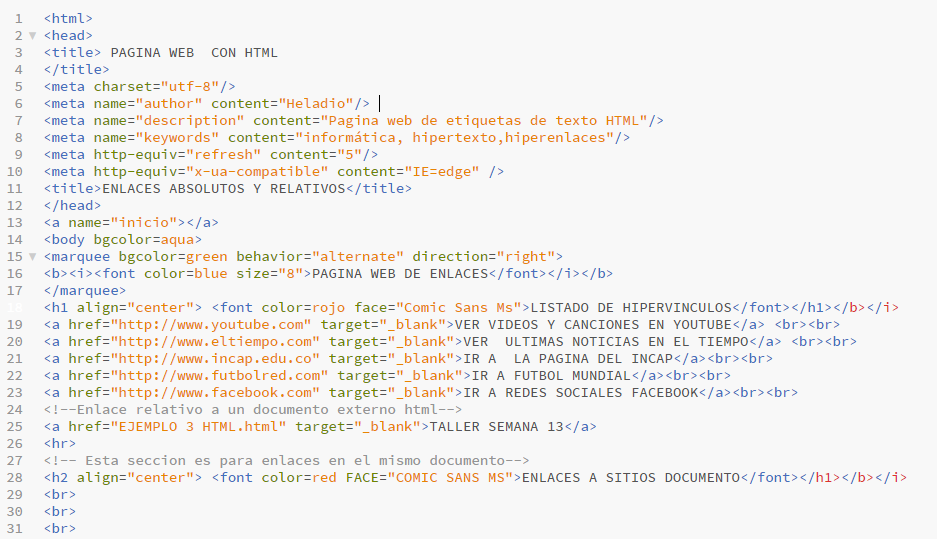 1 <html>
2 <head>
3 <title> PAGINA WEB  CON HTML
4 </title>
5 <meta charset="utf-8"/>
6 <meta name="author" content="Heladio"/>
7 <meta name="description" content="Pagina web de etiquetas de texto HTML"/>
8 <meta name="keywords" content="informática, hipertexto,hiperenlaces"/>
9 <meta http-equiv="refresh" content="5"/>
10 <meta http-equiv="x-ua-compatible" content="IE=edge" />
11 <title>ENLACES ABSOLUTOS Y RELATIVOS</title>
12 </head>
13 <a name="inicio"></a>
14 <body bgcolor=aqua>
15 <marquee bgcolor=green behavior="alternate" direction="right">
16 <b><i><font color=blue size="8">PAGINA WEB DE ENLACES</font></i></b>
17 </marquee>
18 <h1 align="center"> <font color=rojo face="Comic Sans Ms">LISTADO DE HIPERVINCULOS</font></h1></b></i>
19 <a href="http://www.youtube.com" target="_blank">VER VIDEOS Y CANCIONES EN YOUTUBE</a> <br><br>
20 <a href="http://www.eltiempo.com" target="_blank">VER  ULTIMAS NOTICIAS EN EL TIEMPO</a> <br><br>
21 <a href="http://www.incap.edu.co" target="_blank">IR A  LA PAGINA DEL INCAP</a><br><br>
22 <a href="http://www.futbolred.com" target="_blank">IR A FUTBOL MUNDIAL</a><br><br>
23 <a href="http://www.facebook.com" target="_blank">IR A REDES SOCIALES FACEBOOK</a><br><br>
24 <!--Enlace relativo a un documento externo html-->
25 <a href="EJEMPLO 3 HTML.html" target="_blank">TALLER SEMANA 13</a>
26 <hr>
27 <!-- Esta seccion es para enlaces en el mismo documento-->
28 <h2 align="center"> <font color=red FACE="COMIC SANS MS">ENLACES A SITIOS DOCUMENTO</font></h1></b></i>
29 <br>
30 <br>
31 <br>